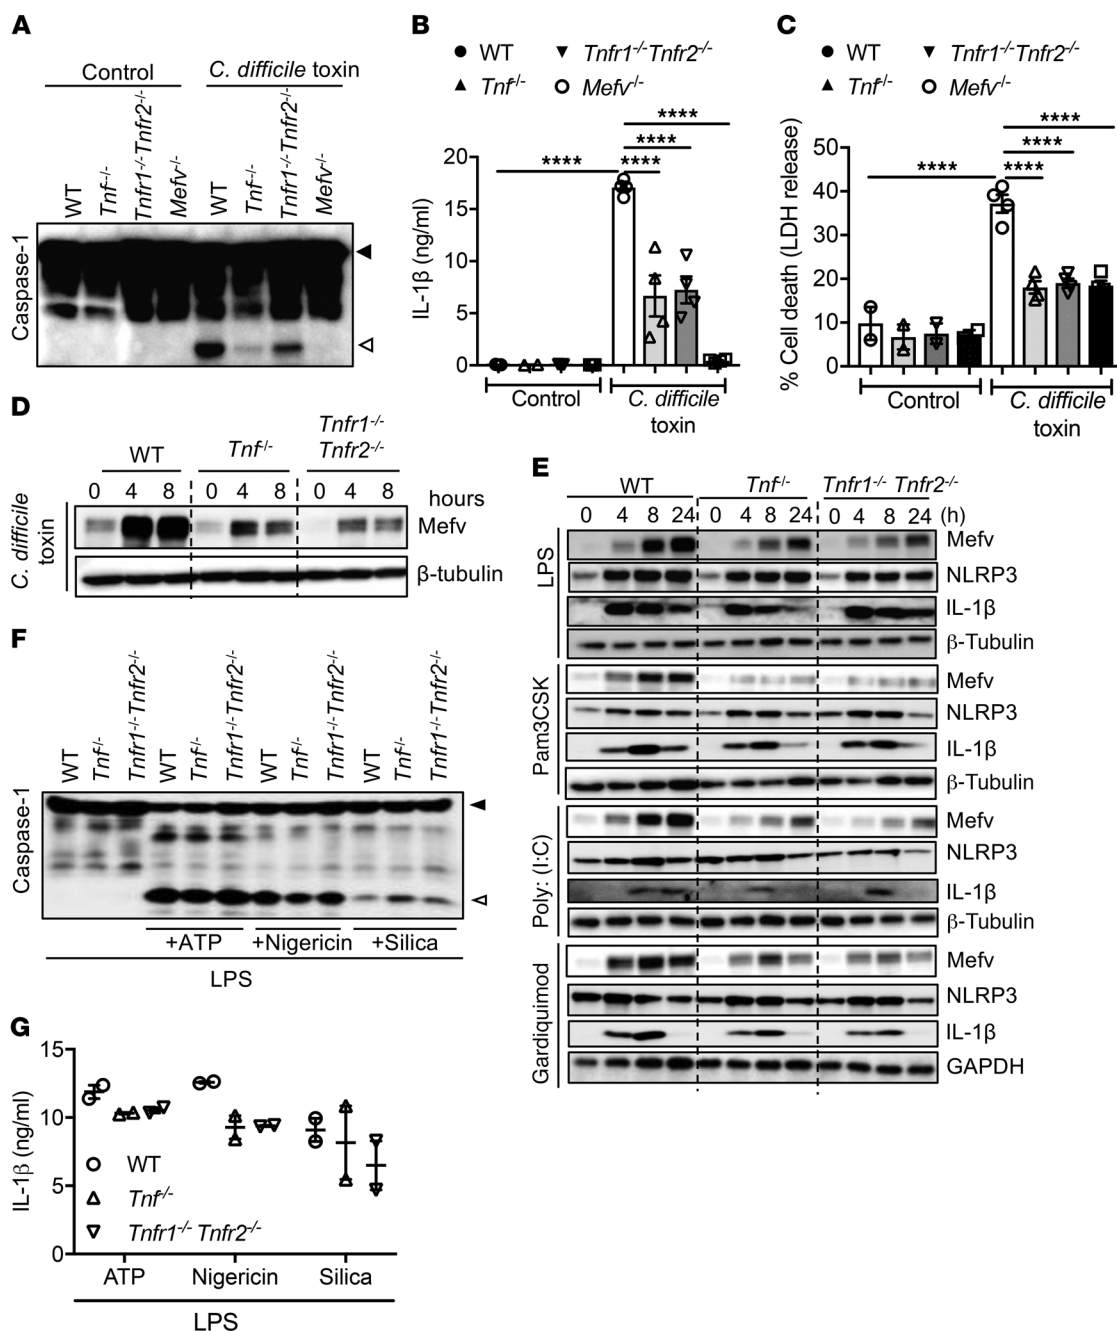 A
Control
C. difficile toxin
WT
Tnf-/-
Tnfr1-/-Tnfr2-/-
Mefv-/-
WT
Tnf-/-
Tnfr1-/-Tnfr2-/-
Mefv-/-
Caspase-1
B
WT
Tnfr1-/-Tnfr2-/-
Tnf-/-
Mefv-/-
****
****
****
****
IL-1β (ng/ml)
20
15
10
5
0
Control
C. difficile
toxin
C
WT
Tnfr1-/-Tnfr2-/-
Tnf-/-
Mefv-/-
****
****
****
****
% Cell death (LDH release)
50
40
30
20
10
0
Control
C. difficile
toxin
D
WT
Tnf-/-
Tnfr1-/-
Tnfr2-/-
0 4 8 0 4 8 0 4 8 hours
C. difficile
toxin
Mefv
β-tubulin
E
WT
Tnf-/-
Tnfr1-/- Tnfr2-/-
0 4 8 24 0 4 8 24 0 4 8 24 (h)
LPS
Mefv
NLRP3
IL-1β
β-Tubulin
Pam3CSK
Mefv
NLRP3
IL-1β
β-Tubulin
Poly: (I:C)
Mefv
NLRP3
IL-1β
β-Tubulin
Gardiquimod
Mefv
NLRP3
IL-1β
GAPDH
F
WT
Tnf-/-
Tnfr1-/-Tnfr2-/-
WT
Tnf-/-
Tnfr1-/-Tnfr2-/-
WT
Tnf-/-
Tnfr1-/-Tnfr2-/-
WT
Tnf-/-
Tnfr1-/-Tnfr2-/-
Caspase-1
+ATP
+Nigericin
+Silica
LPS
G
IL-1β (ng/ml)
15
10
5
0
WT
Tnf-/-
Tnfr1-/- Tnfr2-/-
ATP
Nigericin
Silica
LPS